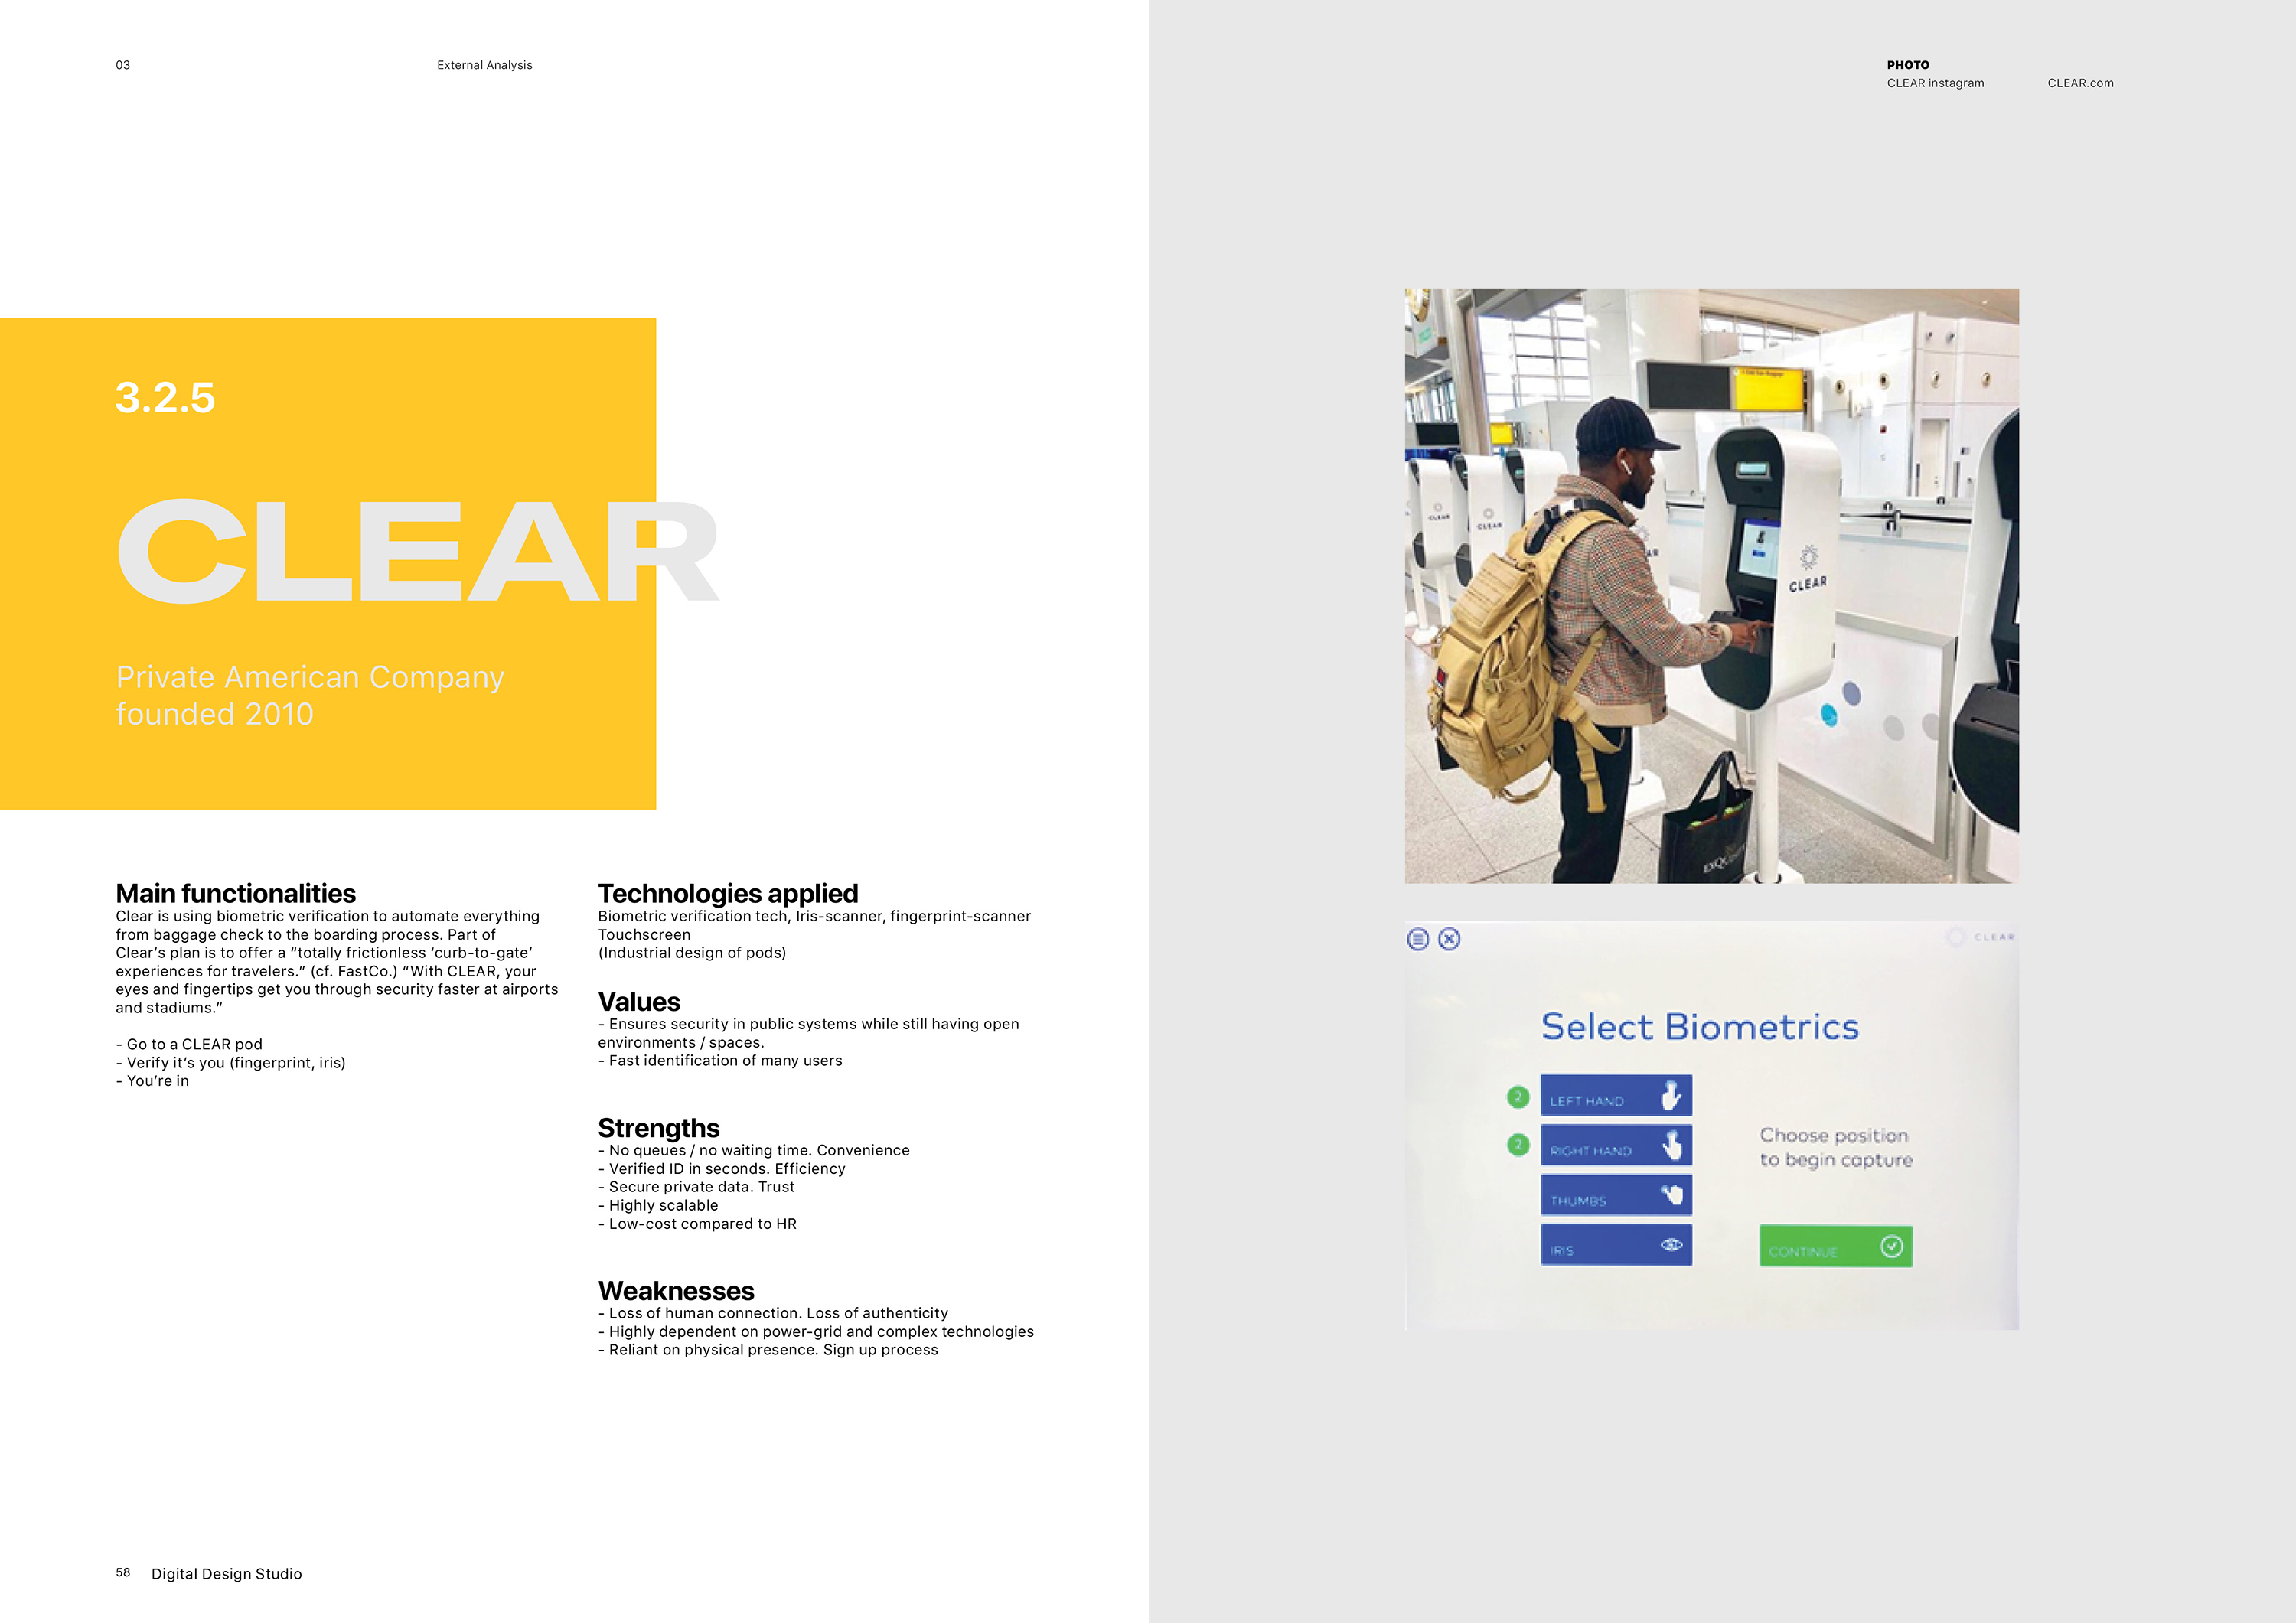 03
External Analysis
PHOTO
CLEAR instagram
CLEAR.com
3.2.5
CLEAR
Private American Company
founded 2010
Main functionalities
Clear is using biometric verification to automate everything
from baggage check to the boarding process. Part of
Clear’s plan is to offer a “totally frictionless ‘curb-to-gate’
experiences for travelers.” (cf. FastCo.) “With CLEAR, your
eyes and fingertips get you through security faster at airports
and stadiums.”
- Go to a CLEAR pod
- Verify it’s you (fingerprint, iris)
- You’re in
Technologies applied
Biometric verification tech, Iris-scanner, fingerprint-scanner
Touchscreen
(Industrial design of pods)
Values
- Ensures security in public systems while still having open
environments / spaces.
- Fast identification of many users
Strengths
- No queues / no waiting time. Convenience
- Verified ID in seconds. Efficiency
- Secure private data. Trust
- Highly scalable
- Low-cost compared to HR
Weaknesses
- Loss of human connection. Loss of authenticity
- Highly dependent on power-grid and complex technologies
- Reliant on physical presence. Sign up process
58 Digital Design Studio
CLEAR
CLEAR
CLEAR
CLEAR
Select Biometrics
2 LEFT HAND
2 RIGHT HAND
THUMBS
IRIS
Choose position
to begin capture
CONTINUE